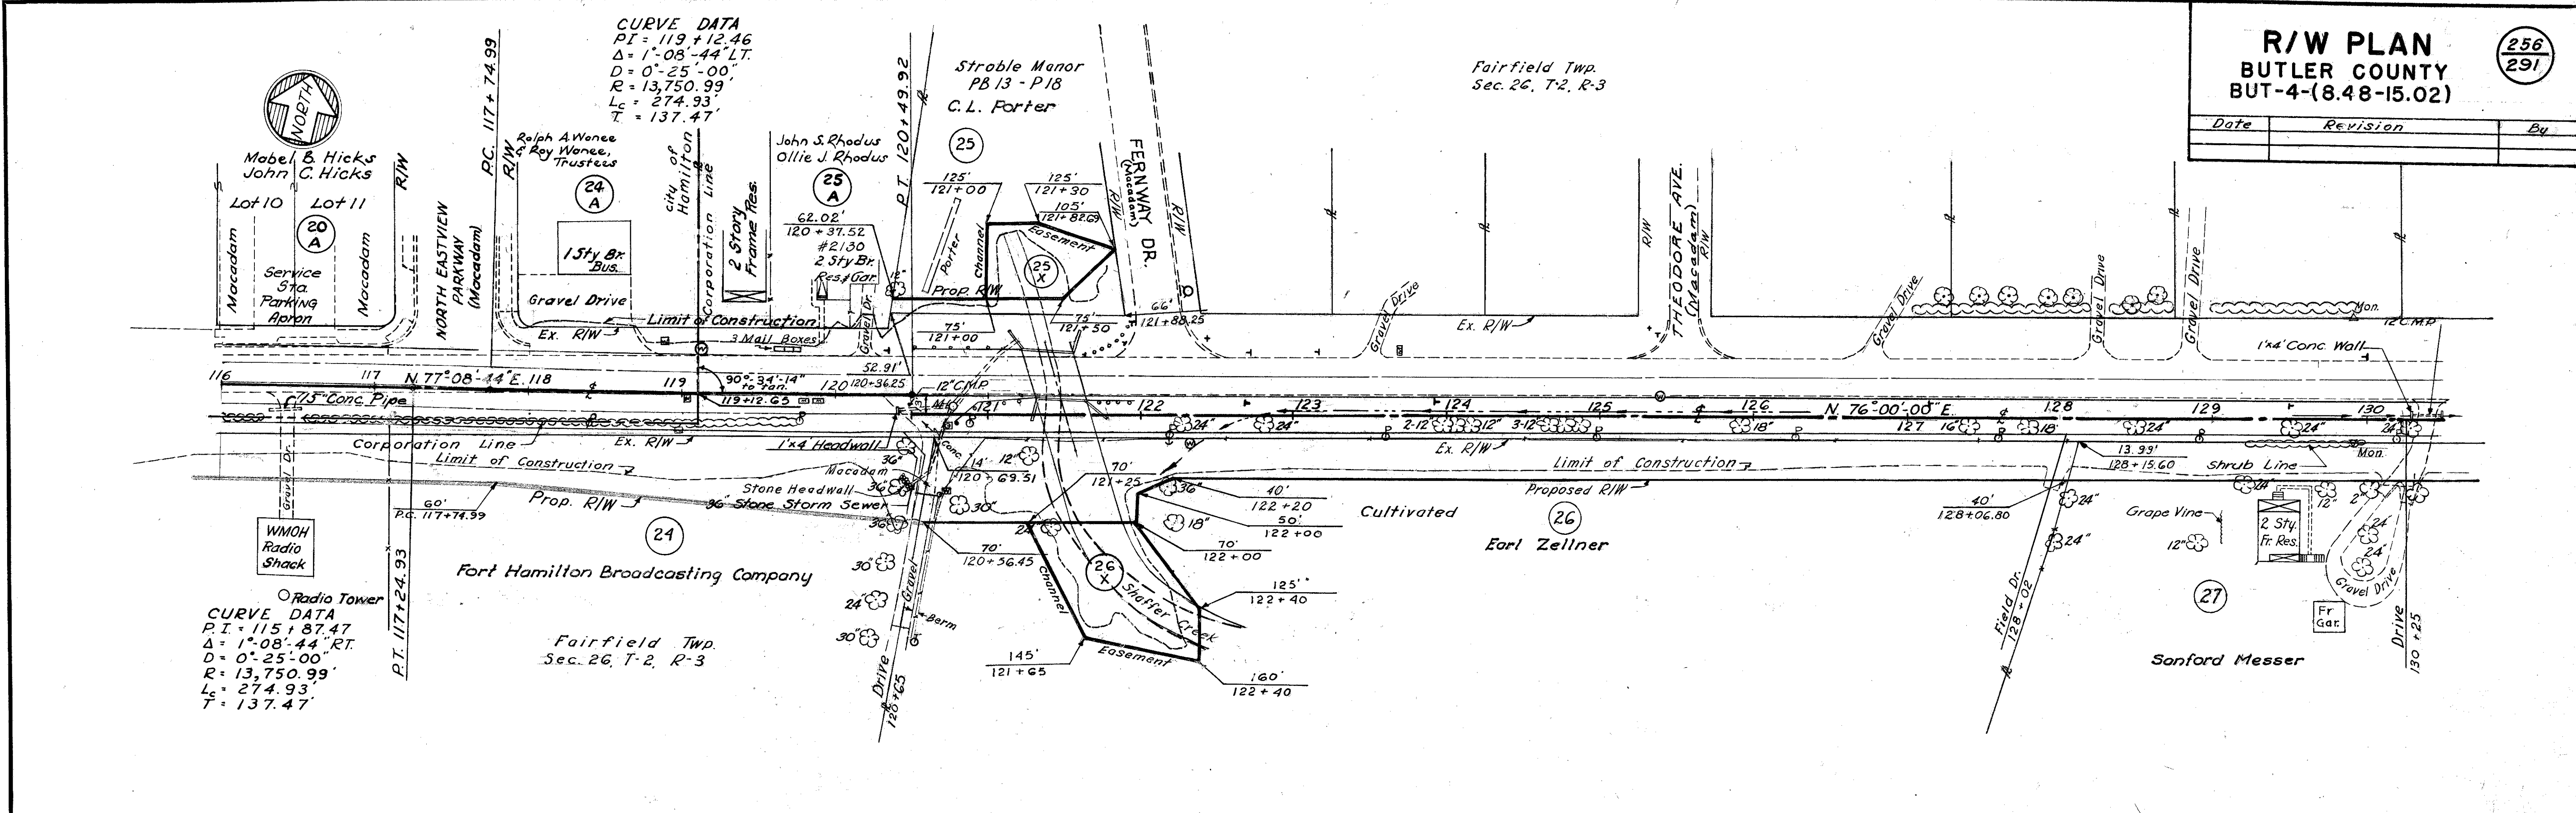 R/W PLAN
BUTLER COUNTY
BUT-4-(8.48-15.02)
256
291
Date Revision By
CURVE DATA
PI = 119 + 12.46
Δ = 1°-08'-44" LT.
D = 0°-25'-00"
R = 13,750.99'
Lc = 274.93'
T = 137.47'
NORTH
Mabel B. Hicks
John C. Hicks
Lot 10 Lot 11
20
A
Macadam
Service
Sta.
Parking
Apron
Macadam
R/W
NORTH EASTVIEW
PARKWAY
(Macadam)
P.C. 117+74.99
R/W
Ralph A. Wonee
& Roy Wonee,
Trustees
24
A
1 Sty Br.
Bus.
Gravel Drive
City of
Hamilton
Corporation Line
2 Story
Frame Res.
John S. Rhodus
Ollie J. Rhodus
25
A
62.02'
120 + 37.52
#2130
2 Sty Br.
Res & Gar.
Gravel Dr.
12"
P.T. 120+49.92
Strable Manor
PB 13 - P 18
C.L. Porter
25
125'
121+00
125'
121+30
105'
121+82.69
Porter
Channel
Easement
25
X
Prop. R/W
75'
121+00
75'
121+50
66'
121+88.25
R/W
FERNWAY DR.
(Macadam)
R/W
Fairfield Twp.
Sec. 26, T-2, R-3
R/W
THEODORE AVE.
(Macadam)
R/W
Gravel Drive
Ex. R/W
Gravel Drive
Gravel Drive
Gravel Drive
Mon.
12"C.M.P.
1'x4' Conc. Wall
Limit of Construction
Ex. R/W
3 Mail Boxes
52.91'
120+36.25
116 117 N. 77°08'-44"E. 118 119 120
90°-34'-14"
to tan.
119+12.65
12"C.M.P.
121 122 123 124 125 126 N. 76°00'-00"E. 127 128 129 130
15" Conc. Pipe
Corporation Line
Ex. R/W
1'x4' Headwall
Limit of Construction
Macadam
Stone Headwall
96" Stone Storm Sewer
Conc.
14'
120+69.51
36"
36"
36"
12"
30"
24"
24"
24"
2-12"
12"
3-12"
18"
16"
18"
24"
24"
24"
Ex. R/W
Limit of Construction
Proposed R/W
13.99'
128+15.60
Shrub Line
Mon.
Gravel Dr.
60'
P.C. 117+74.99
Prop. R/W
24
Fort Hamilton Broadcasting Company
WMOH
Radio
Shack
Radio Tower
P.T. 117+24.93
CURVE DATA
P.I. = 115 + 87.47
Δ = 1°-08'-44" RT.
D = 0°-25'-00"
R = 13,750.99'
Lc = 274.93'
T = 137.47'
Fairfield Twp.
Sec. 26, T-2, R-3
30"
24"
30"
Gravel
Berm
Drive
120+65
70'
120+56.45
70'
121+25
36"
18"
40'
122+20
50'
122+00
70'
122+00
Cultivated
26
Earl Zellner
26
X
Channel
Shaffer Creek
Easement
125'
122+40
145'
121+65
160'
122+40
40'
128+06.80
24"
24"
Field Dr.
128+02
Grape Vine
12"
24"
2 Sty.
Fr. Res.
12"
2"
24"
24"
Gravel Drive
Fr.
Gar.
27
Sanford Messer
Drive
130+25